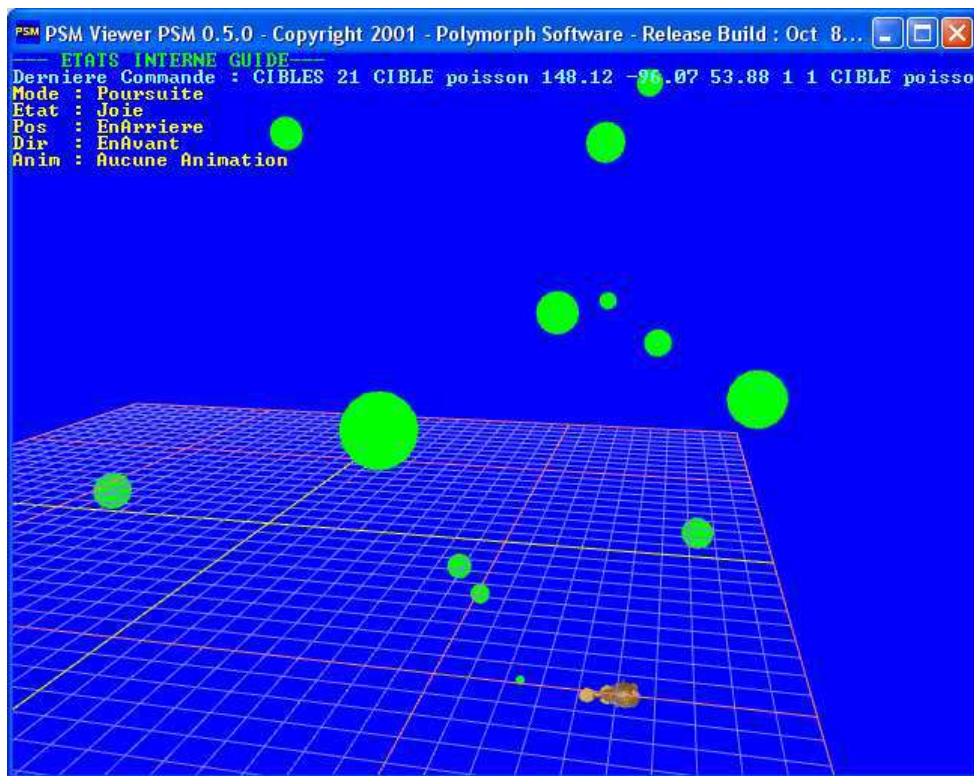 PSM PSM Viewer PSM 0.5.0 - Copyright 2001 - Polymorph Software - Release Build : Oct 8...
--- ETATS INTERNE GUIDE---
Derniere Commande : CIBLES 21 CIBLE poisson 148.12 -96.07 53.88 1 1 CIBLE poisso
Mode : Poursuite
Etat : Joie
Pos : EnArriere
Dir : EnAvant
Anim : Aucune Animation